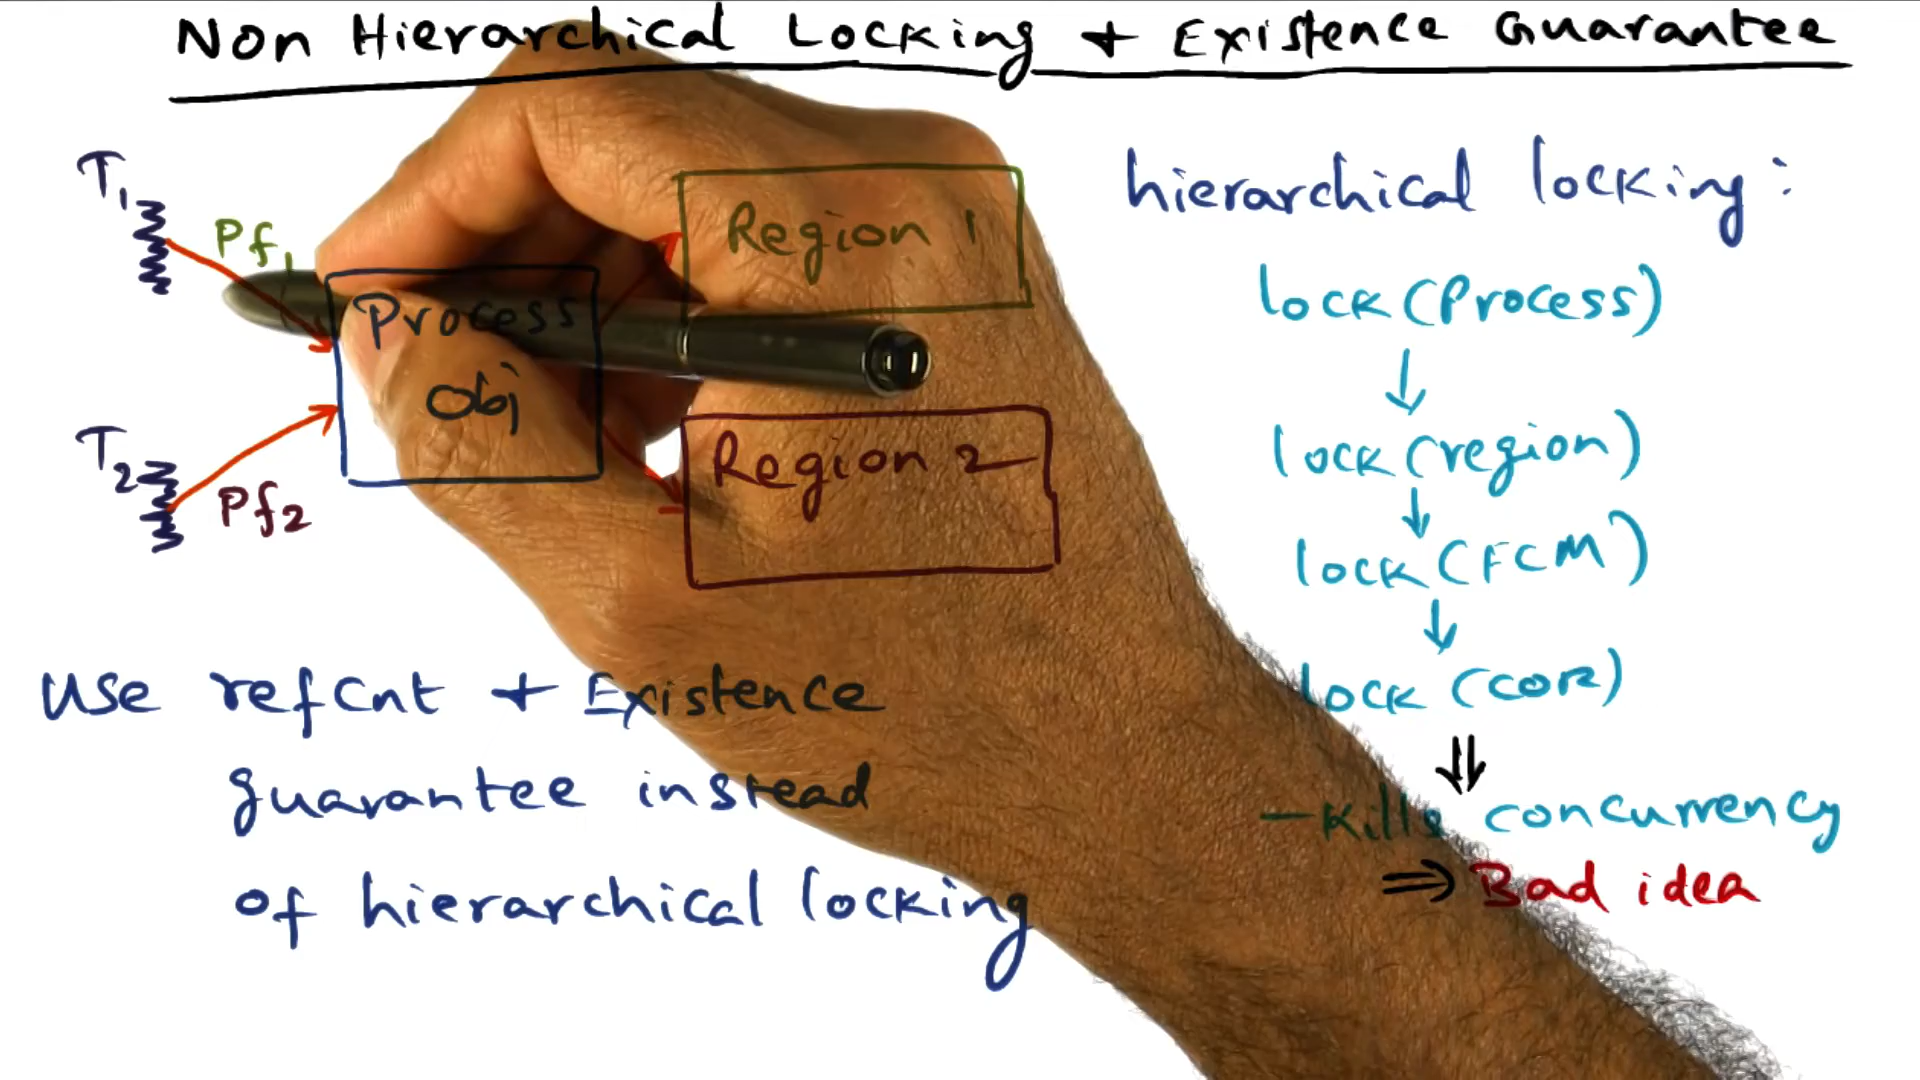 Non Hierarchical Locking + Existence Guarantee
T1
Pf1
Process
Obj
Region 1
T2
Pf2
Region 2
hierarchical locking:
lock (Process)
↓
lock (region)
↓
lock (FCM)
↓
lock (COR)
⇓
- Kills concurrency
⇒ Bad idea
Use refcnt + Existence
guarantee instead
of hierarchical locking